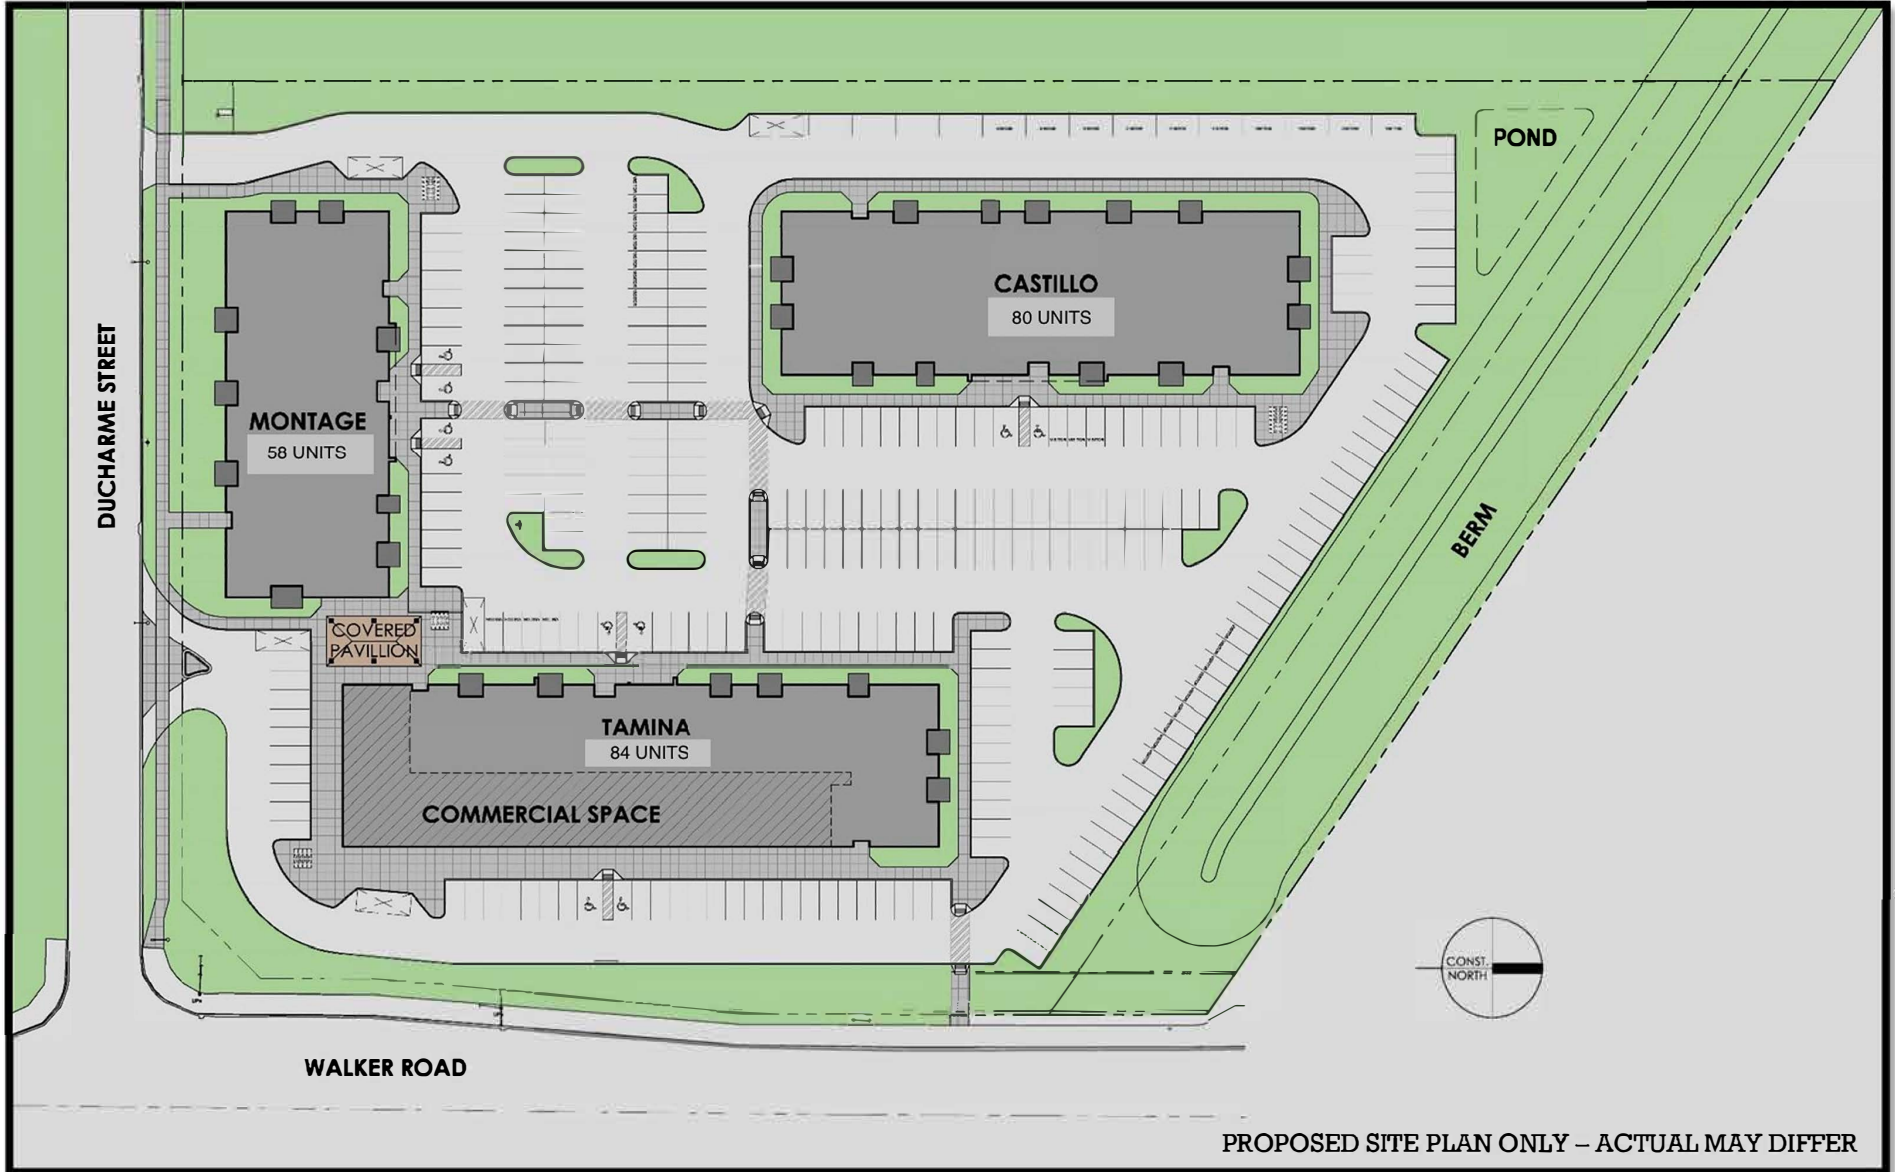 POND
CASTILLO
80 UNITS
DUCHARME STREET
MONTAGE
58 UNITS
BERM
COVERED
PAVILLION
TAMINA
84 UNITS
COMMERCIAL SPACE
CONST.
NORTH
WALKER ROAD
PROPOSED SITE PLAN ONLY – ACTUAL MAY DIFFER